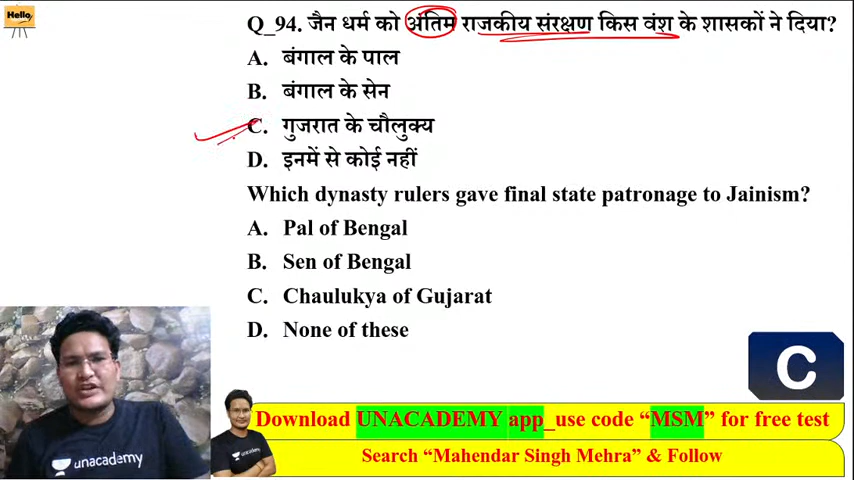 Hello
Q_94. जैन धर्म को अंतिम राजकीय संरक्षण किस वंश के शासकों ने दिया?
A. बंगाल के पाल
B. बंगाल के सेन
C. गुजरात के चौलुक्य
D. इनमें से कोई नहीं
Which dynasty rulers gave final state patronage to Jainism?
A. Pal of Bengal
B. Sen of Bengal
C. Chaulukya of Gujarat
D. None of these
C
unacademy
Download UNACADEMY app_use code “MSM” for free test
Search “Mahendar Singh Mehra” & Follow